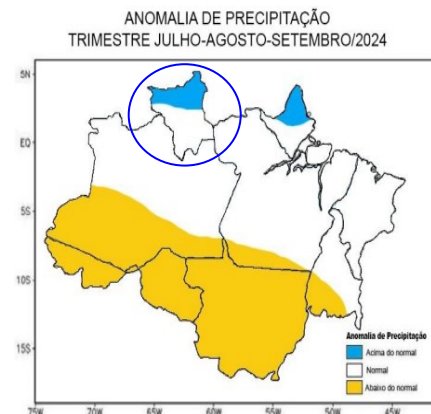 ANOMALIA DE PRECIPITAÇÃO
TRIMESTRE JULHO-AGOSTO-SETEMBRO/2024
5N
EQ
5S
10S
15S
75W
70W
65W
60W
55W
50W
45W
Anomalia de Precipitação
Acima do normal
Normal
Abaixo do normal